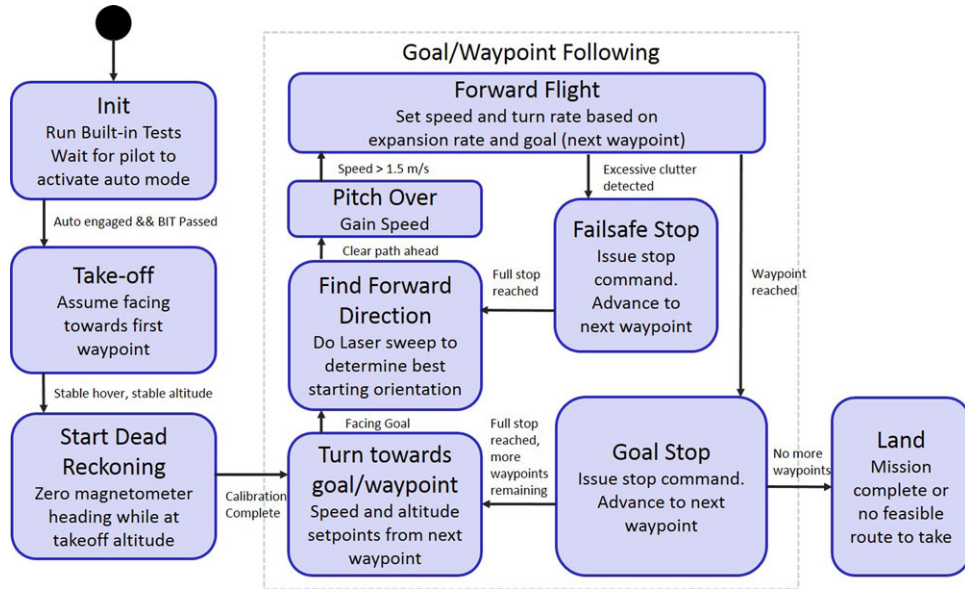 Init
Run Built-in Tests
Wait for pilot to
activate auto mode
Auto engaged && BIT Passed
Take-off
Assume facing
towards first
waypoint
Stable hover, stable altitude
Start Dead
Reckoning
Zero magnetometer
heading while at
takeoff altitude
Calibration
Complete
Goal/Waypoint Following
Forward Flight
Set speed and turn rate based on
expansion rate and goal (next waypoint)
Speed > 1.5 m/s
Pitch Over
Gain Speed
Clear path ahead
Find Forward
Direction
Do Laser sweep to
determine best
starting orientation
Facing Goal
Turn towards
goal/waypoint
Speed and altitude
setpoints from next
waypoint
Excessive clutter
detected
Failsafe Stop
Issue stop
command.
Advance to
next waypoint
Full stop
reached
Waypoint
reached
Full stop
reached,
more
waypoints
remaining
Goal Stop
Issue stop command.
Advance to next
waypoint
No more
waypoints
Land
Mission
complete or
no feasible
route to take